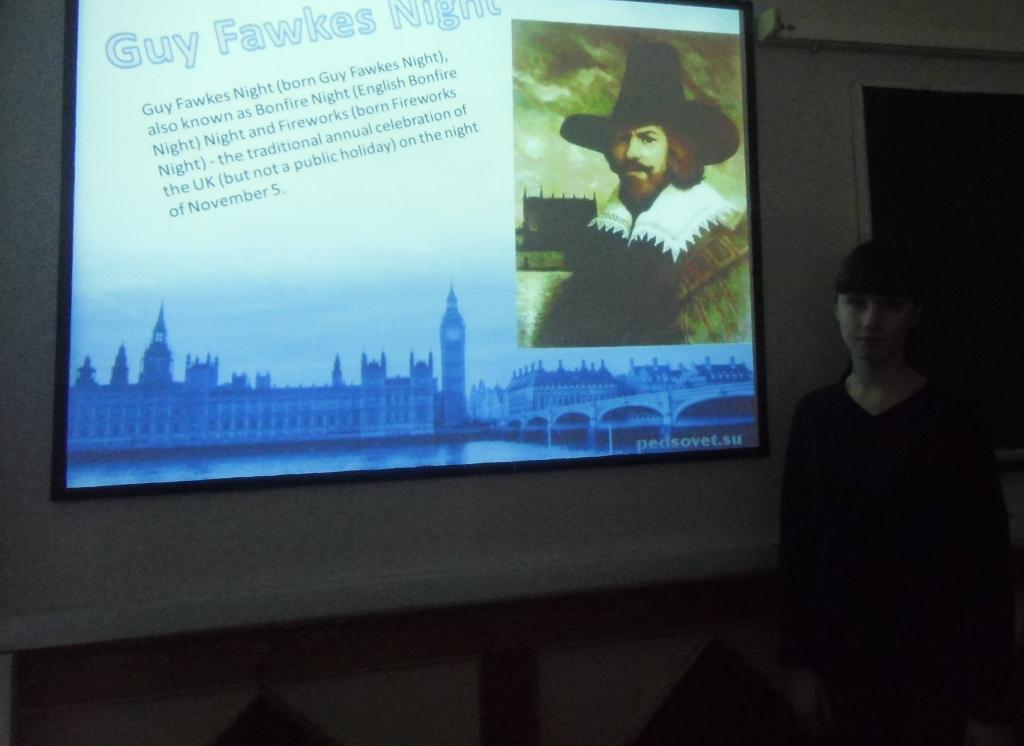 Guy Fawkes Night
Guy Fawkes Night (born Guy Fawkes Night),
also known as Bonfire Night (English Bonfire
Night) Night and Fireworks (born Fireworks
Night) - the traditional annual celebration of
the UK (but not a public holiday) on the night
of November 5.
pedsovet.su